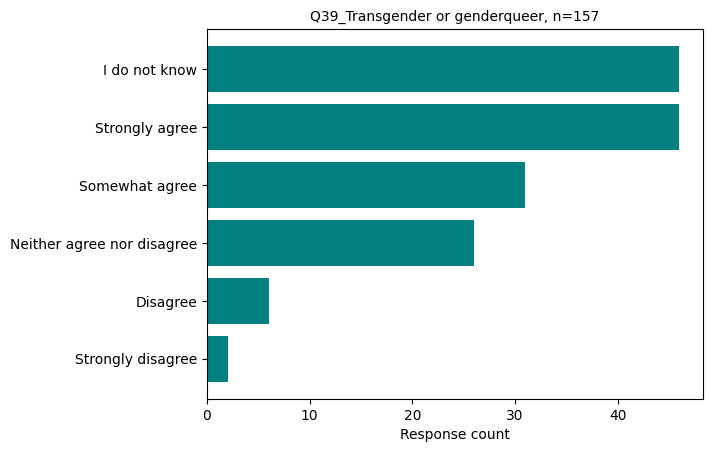 Q39_Transgender or genderqueer, n=157
I do not know
Strongly agree
Somewhat agree
Neither agree nor disagree
Disagree
Strongly disagree
0 10 20 30 40
Response count